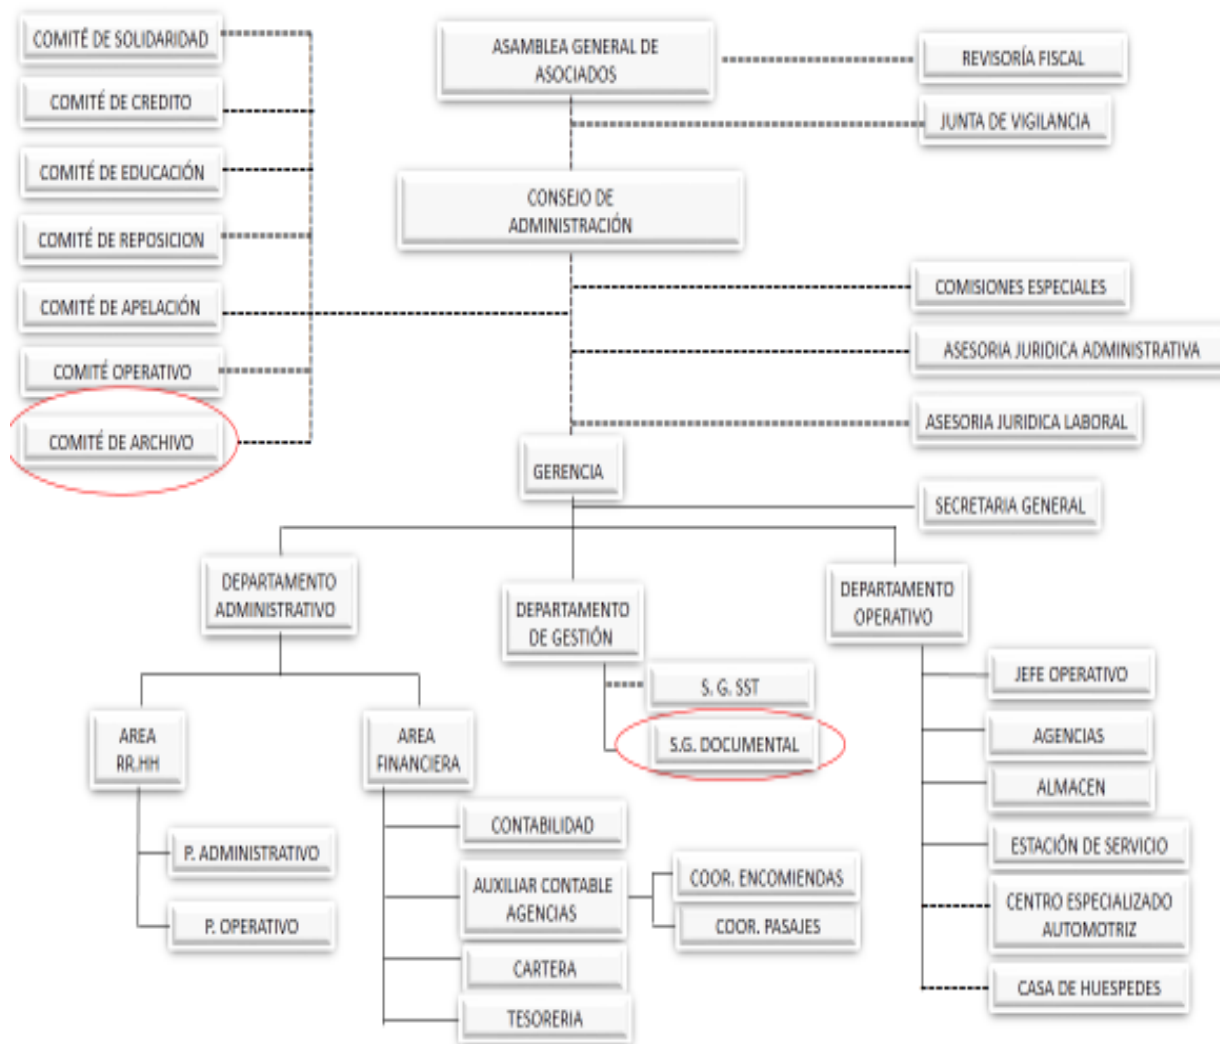 COMITÉ DE SOLIDARIDAD
COMITÉ DE CREDITO
COMITÉ DE EDUCACIÓN
COMITÉ DE REPOSICION
COMITÉ DE APELACIÓN
COMITÉ OPERATIVO
COMITÉ DE ARCHIVO
ASAMBLEA GENERAL DE
ASOCIADOS
REVISORÍA FISCAL
JUNTA DE VIGILANCIA
CONSEJO DE
ADMINISTRACIÓN
COMISIONES ESPECIALES
ASESORIA JURIDICA ADMINISTRATIVA
ASESORIA JURIDICA LABORAL
GERENCIA
SECRETARIA GENERAL
DEPARTAMENTO
ADMINISTRATIVO
DEPARTAMENTO
DE GESTIÓN
DEPARTAMENTO
OPERATIVO
S. G. SST
S.G. DOCUMENTAL
JEFE OPERATIVO
AGENCIAS
ALMACEN
ESTACIÓN DE SERVICIO
CENTRO ESPECIALIZADO
AUTOMOTRIZ
CASA DE HUESPEDES
AREA
RR.HH
AREA
FINANCIERA
P. ADMINISTRATIVO
P. OPERATIVO
CONTABILIDAD
AUXILIAR CONTABLE
AGENCIAS
CARTERA
TESORERIA
COOR. ENCOMIENDAS
COOR. PASAJES